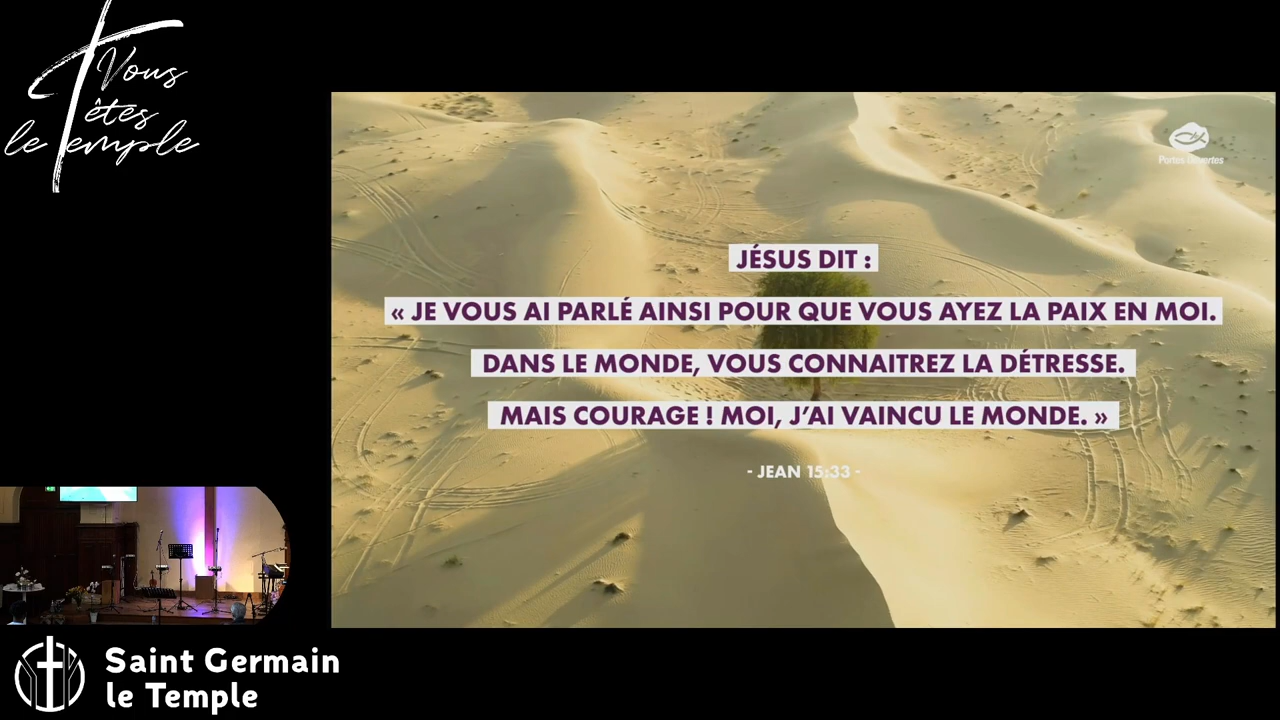 Vous
êtes
le Temple
Portes Ouvertes
JÉSUS DIT :
« JE VOUS AI PARLÉ AINSI POUR QUE VOUS AYEZ LA PAIX EN MOI.
DANS LE MONDE, VOUS CONNAITREZ LA DÉTRESSE.
MAIS COURAGE ! MOI, J’AI VAINCU LE MONDE. »
- JEAN 15:33 -
Saint Germain
le Temple